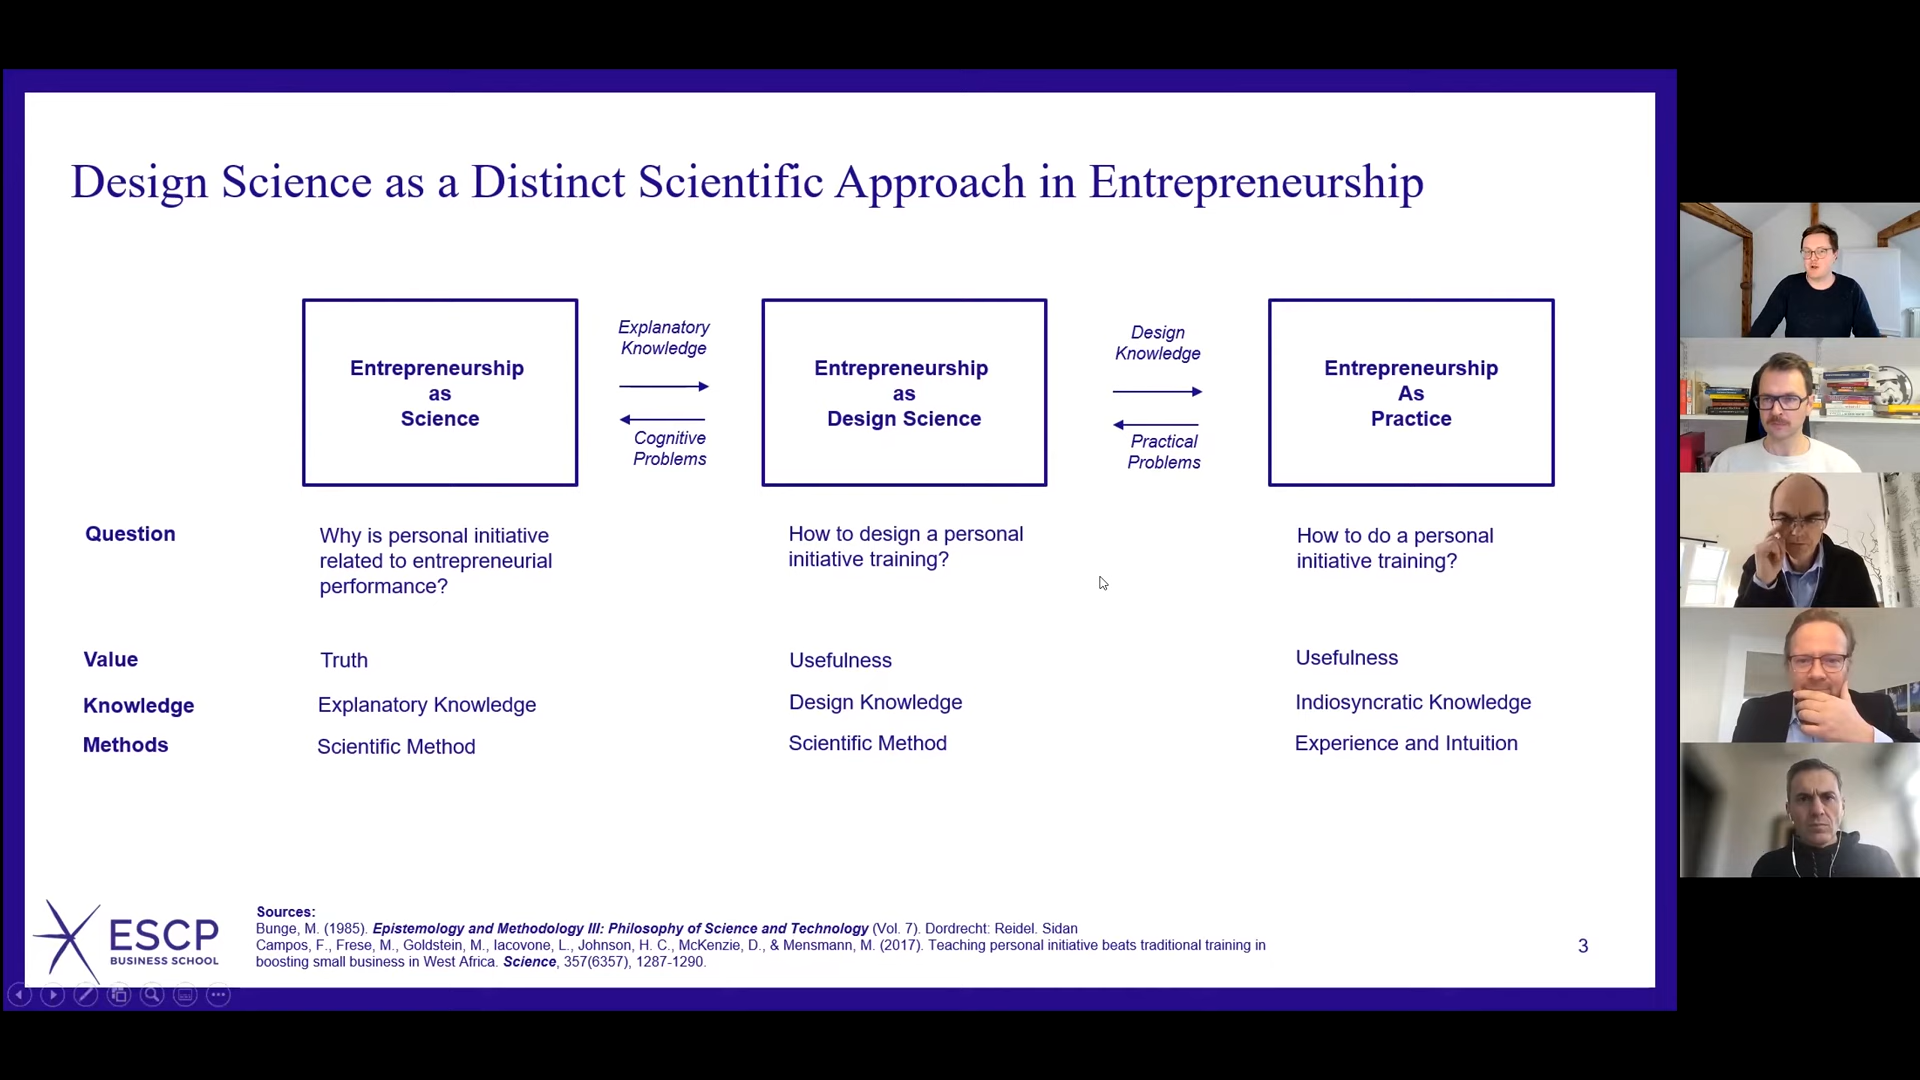 Design Science as a Distinct Scientific Approach in Entrepreneurship
Entrepreneurship
as
Science
Explanatory
Knowledge
Cognitive
Problems
Entrepreneurship
as
Design Science
Design
Knowledge
Practical
Problems
Entrepreneurship
As
Practice
Question
Why is personal initiative
related to entrepreneurial
performance?
How to design a personal
initiative training?
How to do a personal
initiative training?
Value
Truth
Usefulness
Usefulness
Knowledge
Explanatory Knowledge
Design Knowledge
Indiosyncratic Knowledge
Methods
Scientific Method
Scientific Method
Experience and Intuition
ESCP
BUSINESS SCHOOL
Sources:
Bunge, M. (1985). Epistemology and Methodology III: Philosophy of Science and Technology (Vol. 7). Dordrecht: Reidel. Sidan
Campos, F., Frese, M., Goldstein, M., Iacovone, L., Johnson, H. C., McKenzie, D., & Mensmann, M. (2017). Teaching personal initiative beats traditional training in
boosting small business in West Africa. Science, 357(6357), 1287-1290.
3